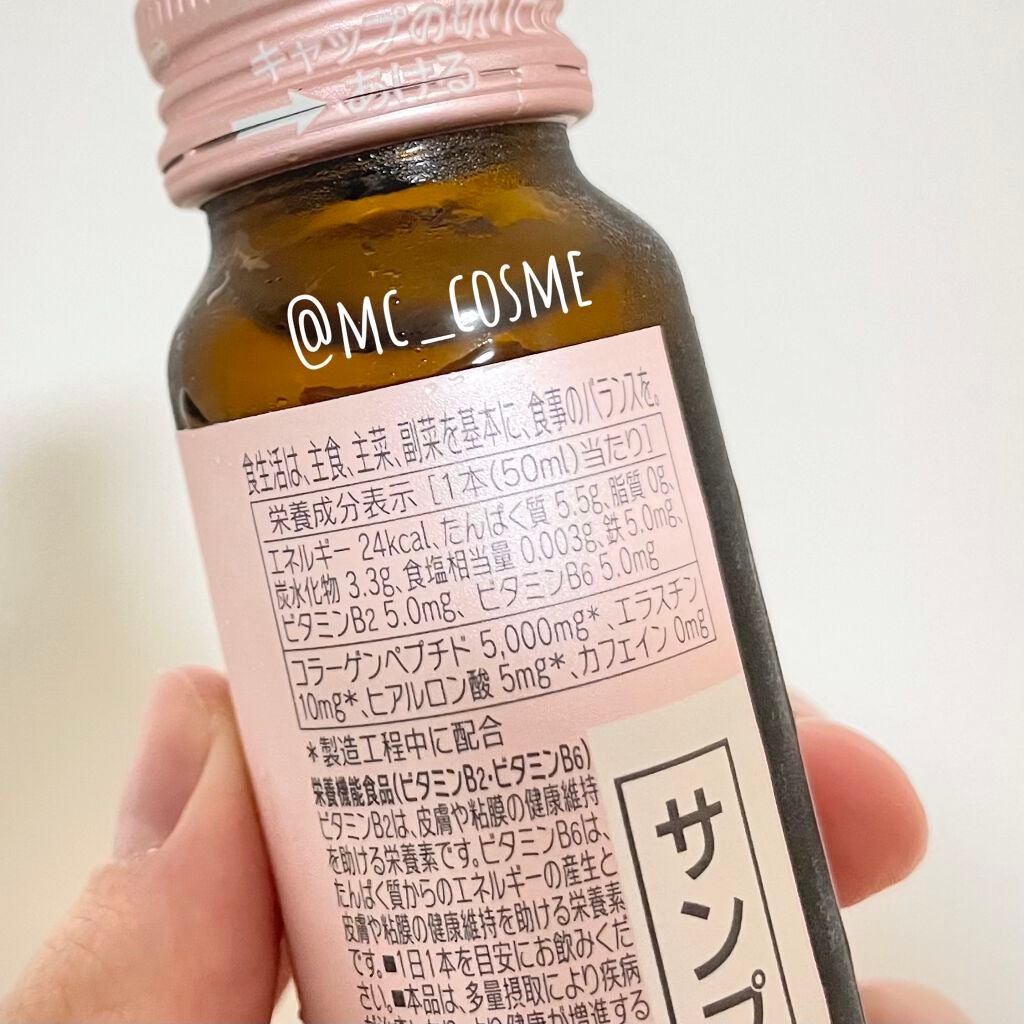 キャップの切り
あける
@MC_COSME
食生活は、主食、主菜、副菜を基本に、食事のバランスを。
栄養成分表示 [1本(50ml)当たり]
エネルギー 24kcal、たんぱく質 5.5g、脂質 0g、
炭水化物 3.3g、食塩相当量 0.003g、鉄 5.0mg、
ビタミンB2 5.0mg、ビタミンB6 5.0mg
コラーゲンペプチド 5,000mg*、エラスチン
10mg*、ヒアルロン酸 5mg*、カフェイン 0mg
*製造工程中に配合
栄養機能食品(ビタミンB2・ビタミンB6)
ビタミンB2は、皮膚や粘膜の健康維持
を助ける栄養素です。ビタミンB6は、
たんぱく質からのエネルギーの産生と
皮膚や粘膜の健康維持を助ける栄養素
です。■1日1本を目安にお飲みくだ
さい。■本品は、多量摂取により疾病
より健康が増進する
サンプ